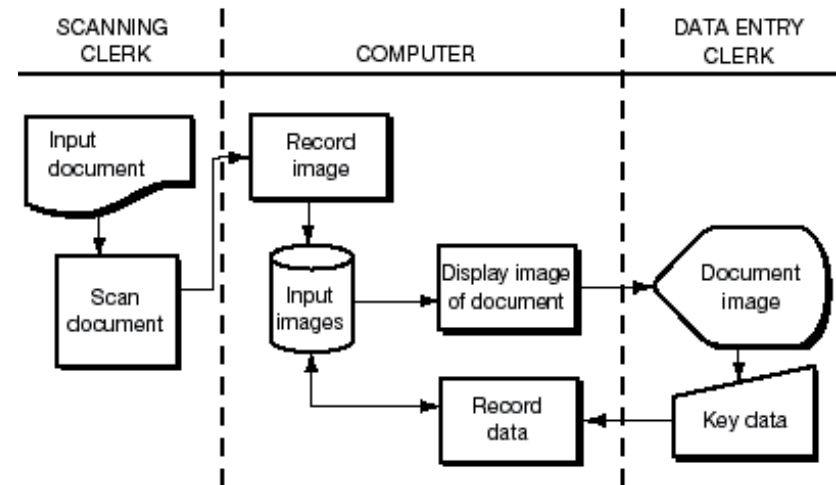 SCANNING
CLERK
COMPUTER
DATA ENTRY
CLERK
Input
document
Record
image
Scan
document
Input
images
Display image
of document
Document
image
Record
data
Key data